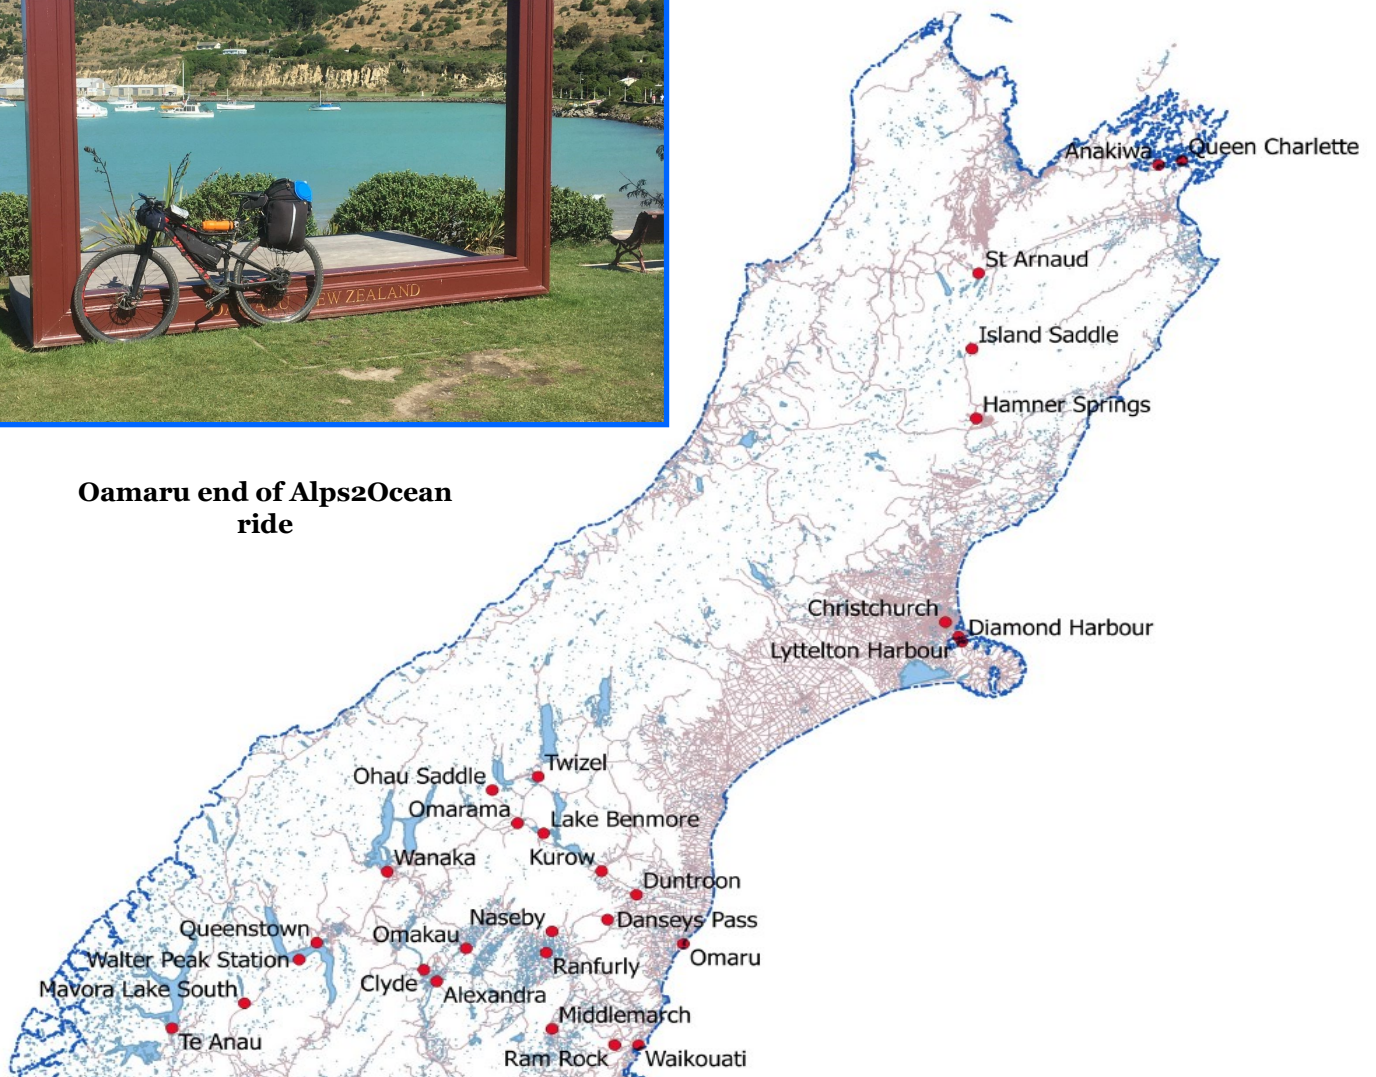 NEW ZEALAND
Oamaru end of Alps2Ocean
ride
Anakiwa
Queen Charlette
St Arnaud
Island Saddle
Hamner Springs
Christchurch
Diamond Harbour
Lyttelton Harbour
Twizel
Ohau Saddle
Omarama
Lake Benmore
Wanaka
Kurow
Duntroon
Naseby
Danseys Pass
Queenstown
Omakau
Walter Peak Station
Omaru
Ranfurly
Clyde
Mavora Lake South
Alexandra
Middlemarch
Te Anau
Ram Rock
Waikouati